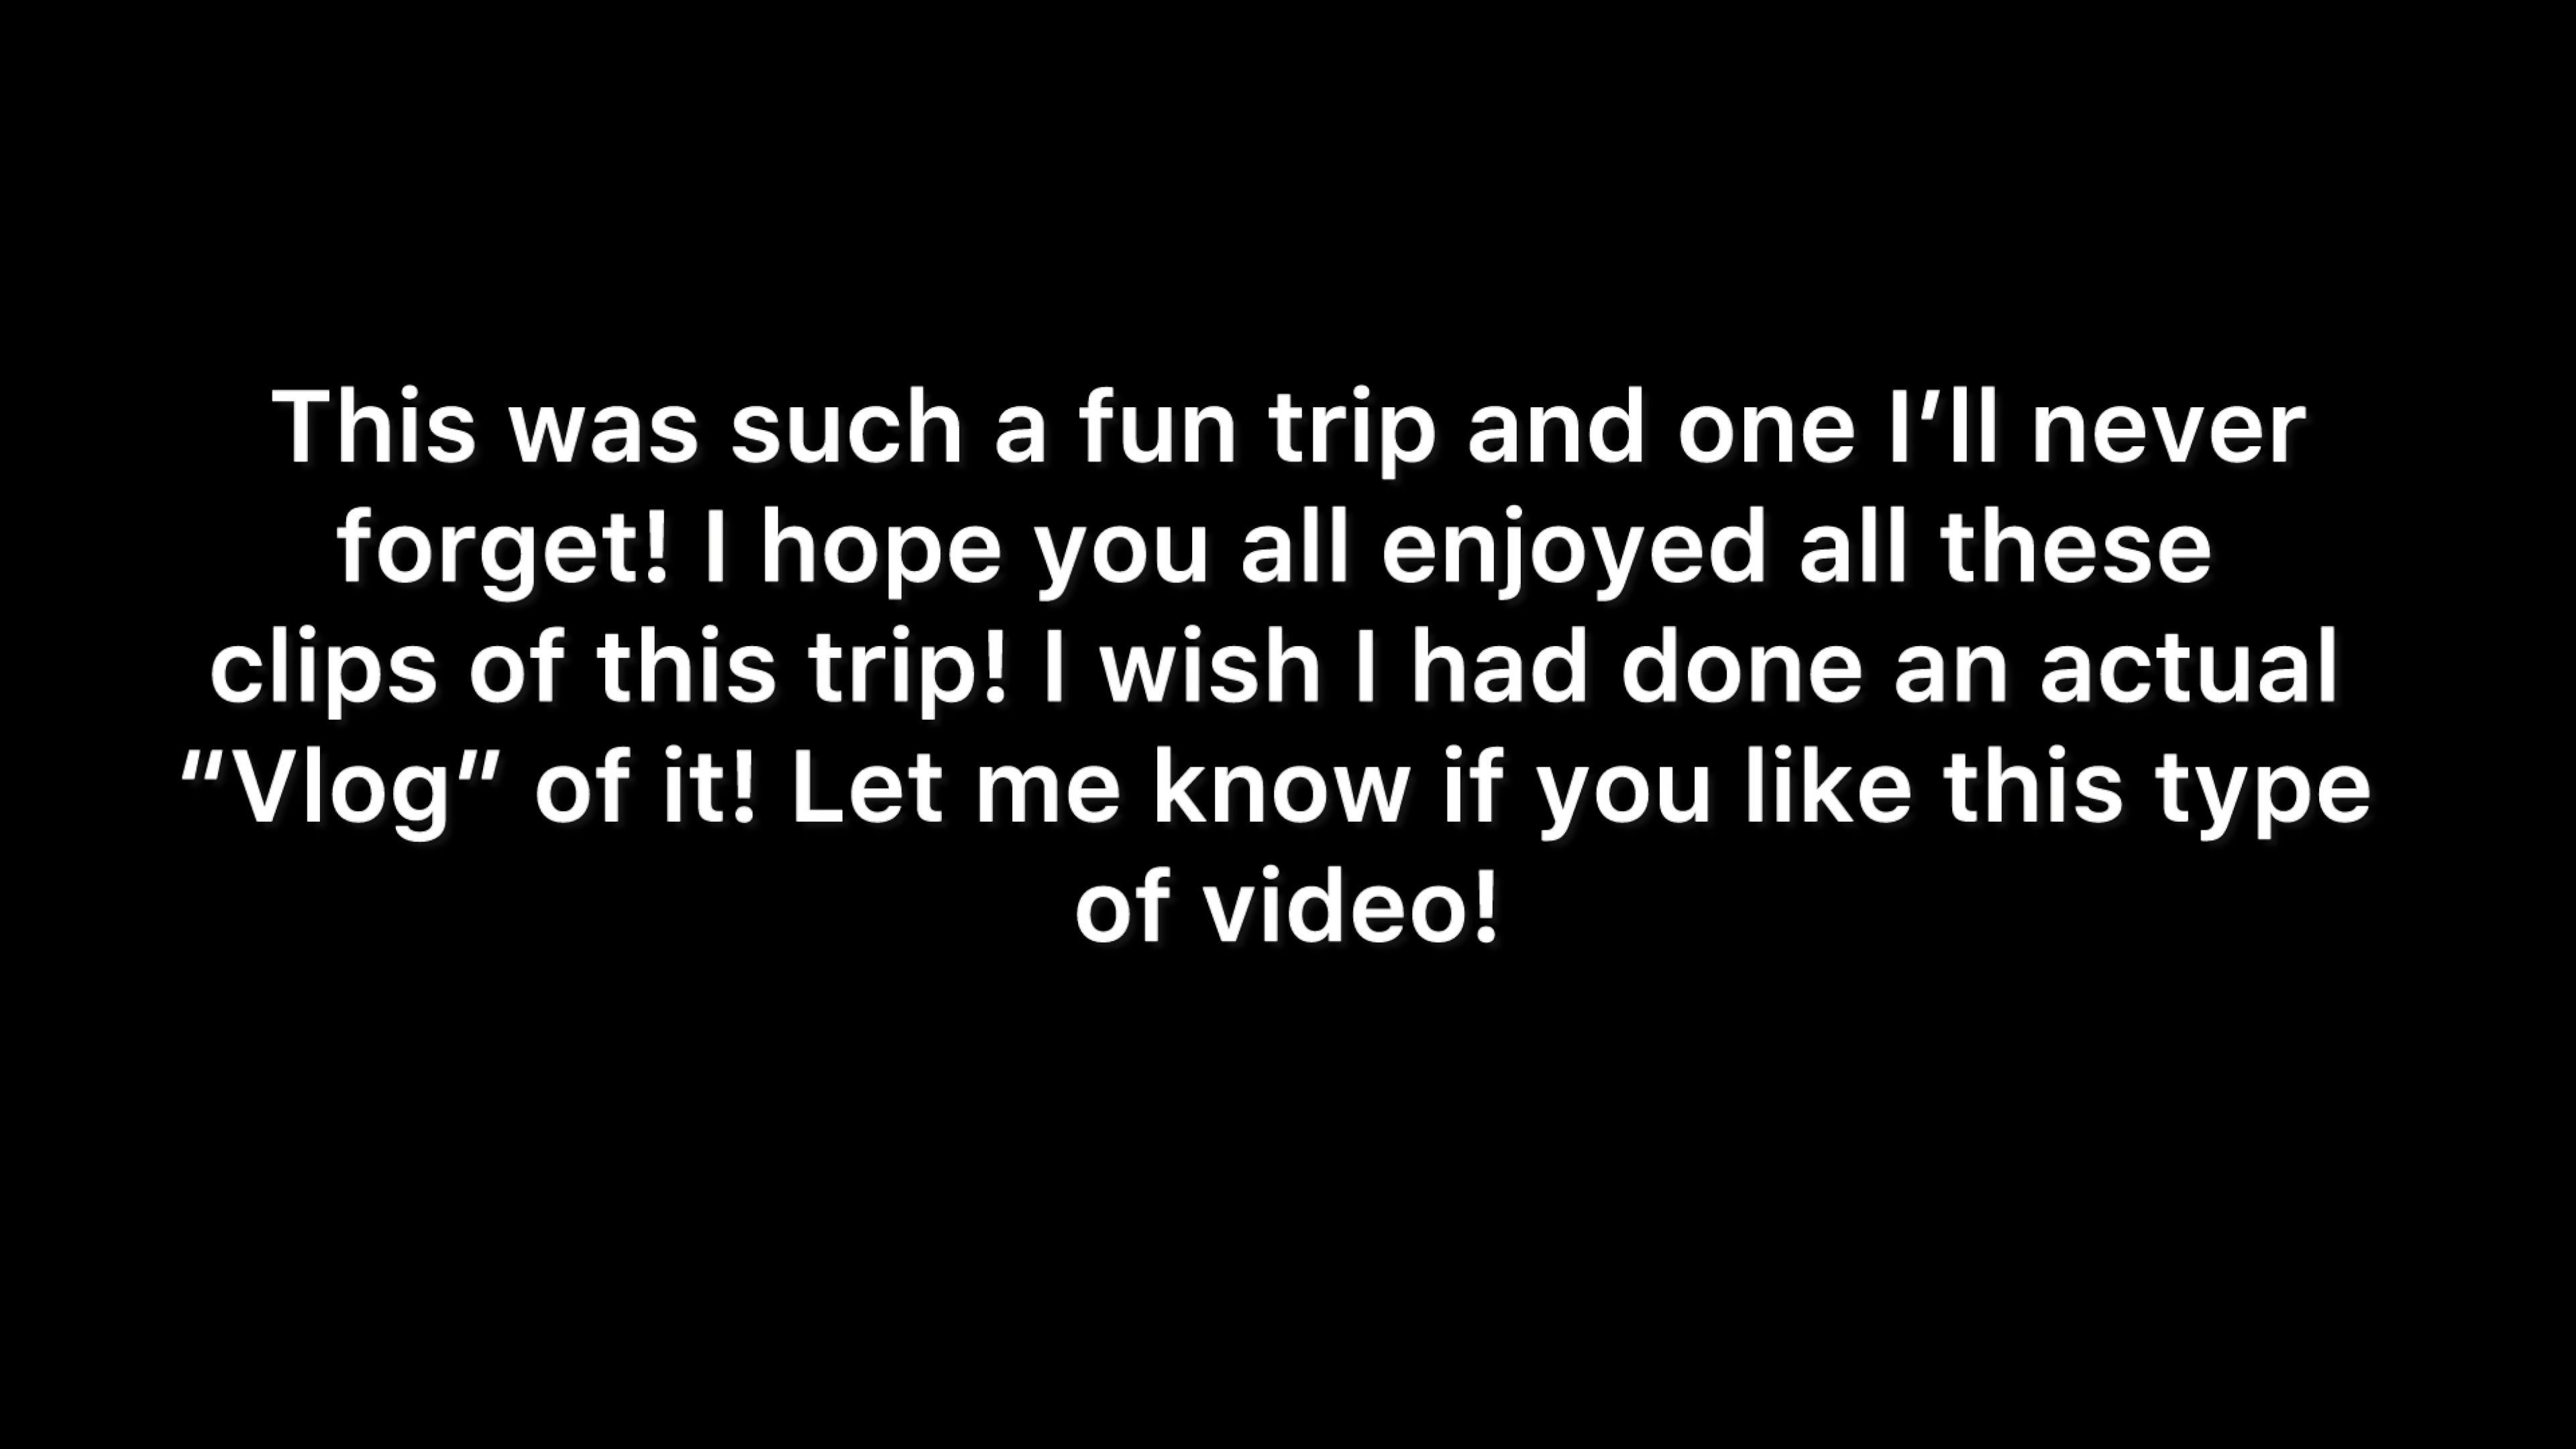 This was such a fun trip and one I’ll never
forget! I hope you all enjoyed all these
clips of this trip! I wish I had done an actual
“Vlog” of it! Let me know if you like this type
of video!